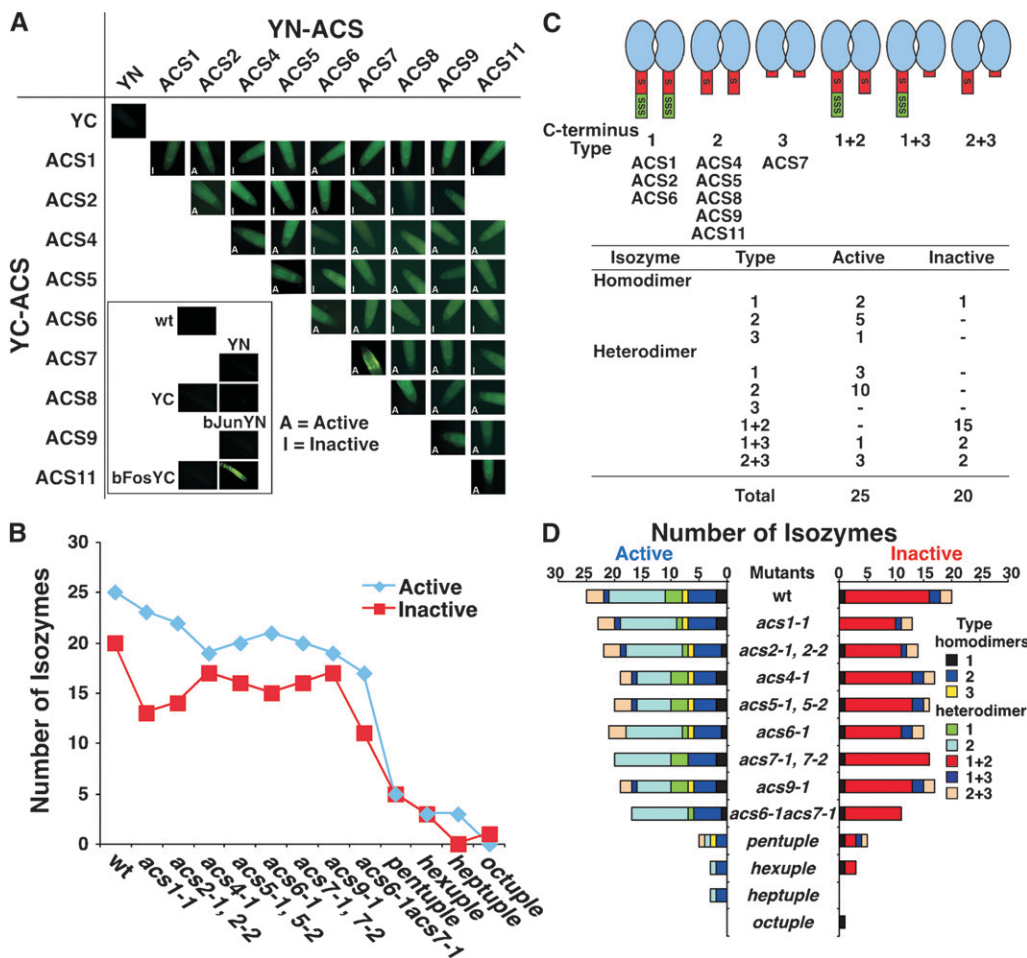 A
YN-ACS
YN ACS1 ACS2 ACS4 ACS5 ACS6 ACS7 ACS8 ACS9 ACS11
YC-ACS
YC
ACS1 I A I I I I I I I
ACS2 A I I A I I I
ACS4 A A I I A A A
ACS5 A I I A A A
ACS6 A A I I I
ACS7 A A A I
ACS8 A A A
ACS9 A A
ACS11 A
wt
YN
YC
bJunYN
bFosYC
A = Active
I = Inactive
B
Number of Isozymes
30
25
20
15
10
5
0
Active
Inactive
wt
acs1-1
acs2-1, 2-2
acs4-1
acs5-1, 5-2
acs6-1
acs7-1, 7-2
acs9-1
acs6-1acs7-1
pentuple
hexuple
heptuple
octuple
C
S S S S S S S
SSS SSS SSS SSS
C-terminus
Type
1 2 3 1+2 1+3 2+3
ACS1 ACS4 ACS7
ACS2 ACS5
ACS6 ACS8
ACS9
ACS11
Isozyme Type Active Inactive
Homodimer
1 2 1
2 5 -
3 1 -
Heterodimer
1 3 -
2 10 -
3 - -
1+2 - 15
1+3 1 2
2+3 3 2
Total 25 20
D
Number of Isozymes
Active
Inactive
30 25 20 15 10 5
Mutants
5 10 15 20 30
wt
acs1-1
acs2-1, 2-2
acs4-1
acs5-1, 5-2
acs6-1
acs7-1, 7-2
acs9-1
acs6-1acs7-1
pentuple
hexuple
heptuple
octuple
Type
homodimers
1
2
3
heterodimer
1
2
1+2
1+3
2+3